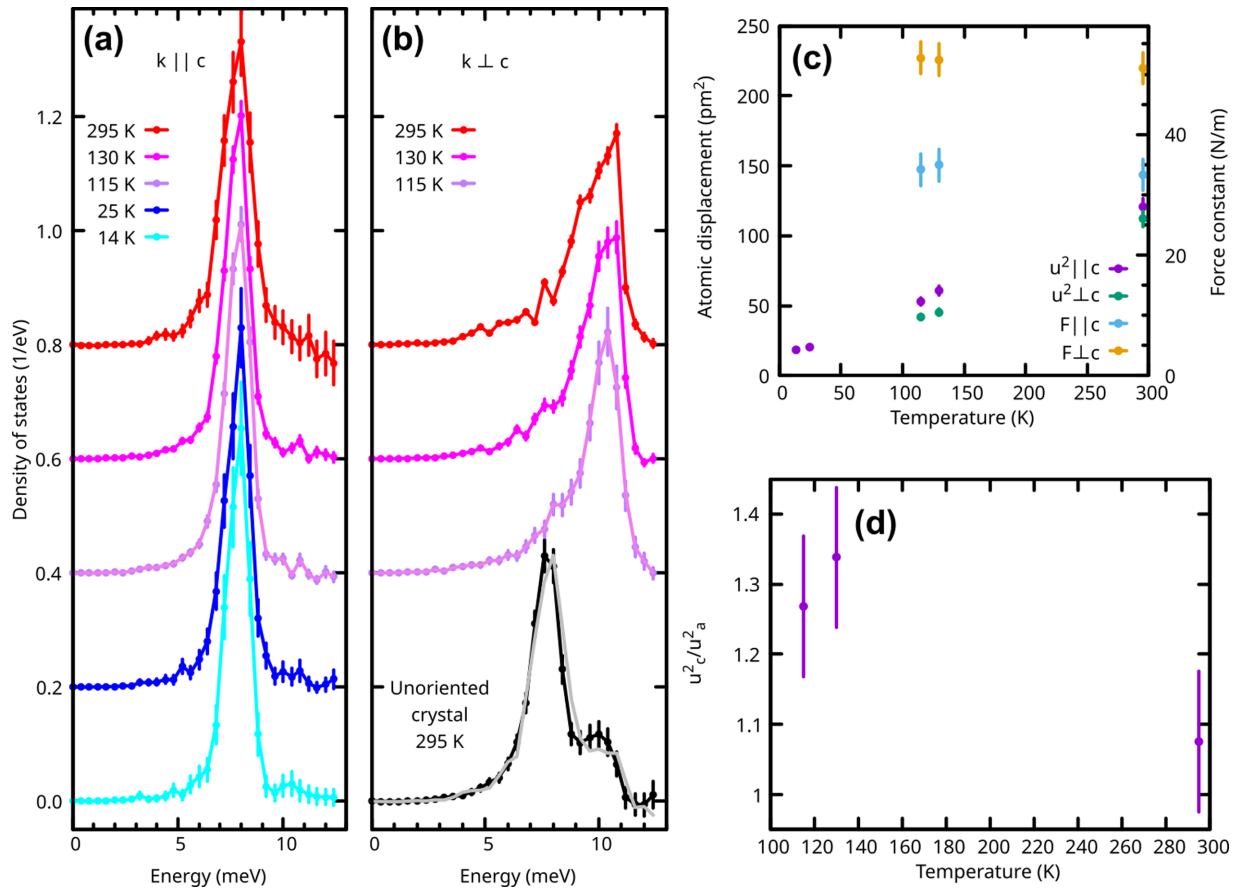 (a)
k || c
295 K
130 K
115 K
25 K
14 K
Density of states (1/eV)
1.2
1.0
0.8
0.6
0.4
0.2
0.0
0
5
10
Energy (meV)
(b)
k ⊥ c
295 K
130 K
115 K
Unoriented
crystal
295 K
0
5
10
Energy (meV)
(c)
Atomic displacement (pm²)
250
200
150
100
50
0
Force constant (N/m)
40
20
0
u²||c
u²⊥c
F||c
F⊥c
0
50
100
150
200
250
300
Temperature (K)
(d)
u²c/u²a
1.4
1.3
1.2
1.1
1
100
120
140
160
180
200
220
240
260
280
300
Temperature (K)